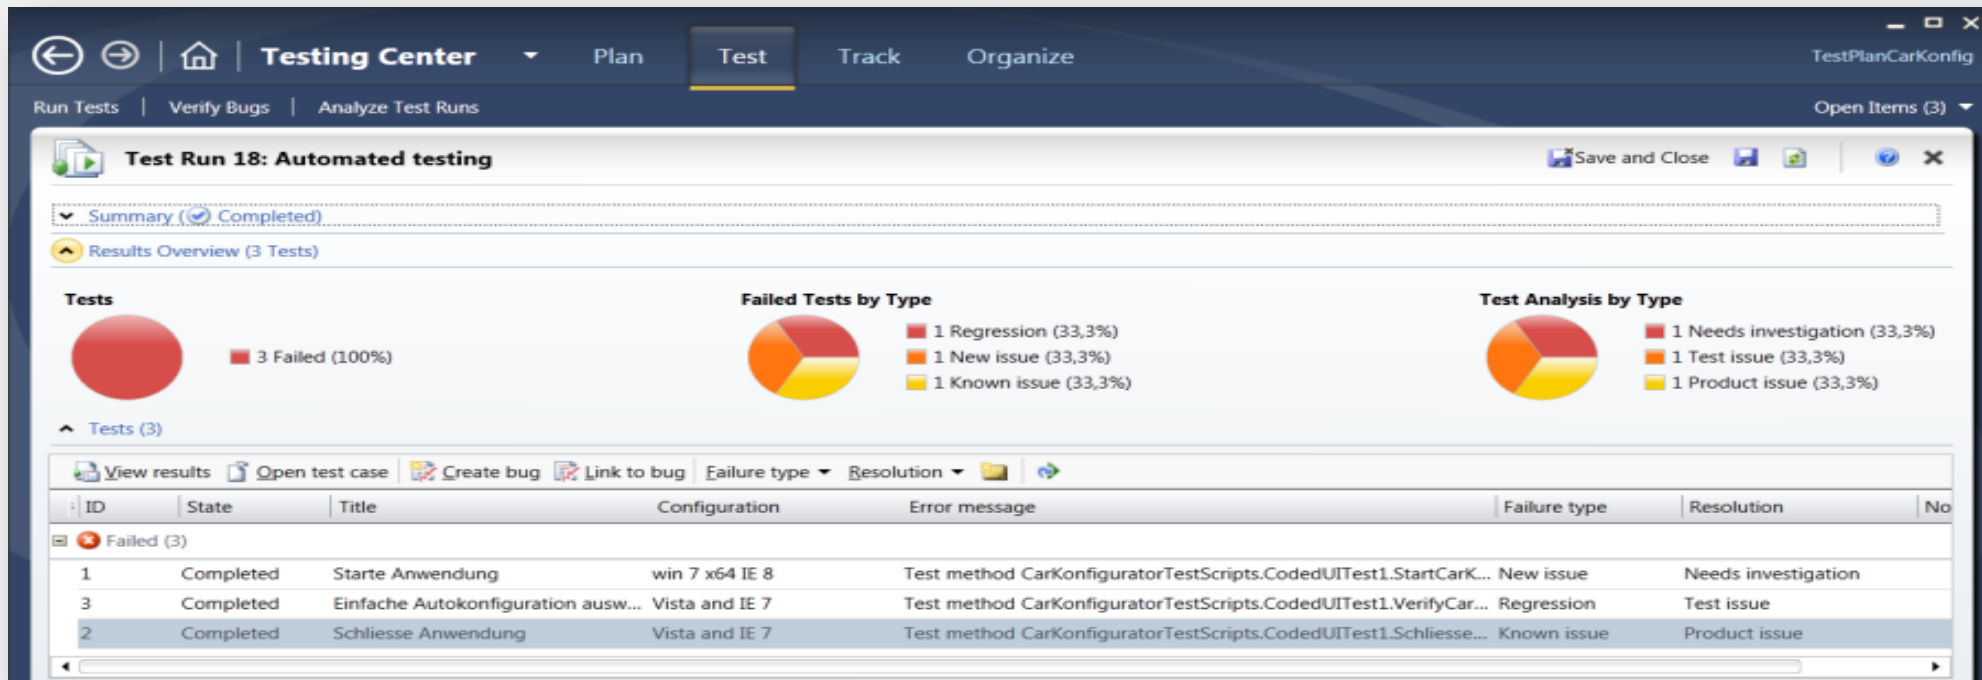 Testing Center Plan Test Track Organize TestPlanCarKonfig
Run Tests | Verify Bugs | Analyze Test Runs Open Items (3)
Test Run 18: Automated testing Save and Close
Summary (Completed)
Results Overview (3 Tests)
Tests Failed Tests by Type Test Analysis by Type
1 Regression (33,3%) 1 Needs investigation (33,3%)
3 Failed (100%) 1 New issue (33,3%) 1 Test issue (33,3%)
1 Known issue (33,3%) 1 Product issue (33,3%)
Tests (3)
View results Open test case Create bug Link to bug Failure type Resolution
ID State Title Configuration Error message Failure type Resolution No
Failed (3)
1 Completed Starte Anwendung win 7 x64 IE 8 Test method CarKonfiguratorTestScripts.CodedUITest1.StartCarK... New issue Needs investigation
3 Completed Einfache Autokonfiguration ausw... Vista and IE 7 Test method CarKonfiguratorTestScripts.CodedUITest1.VerifyCar... Regression Test issue
2 Completed Schliesse Anwendung Vista and IE 7 Test method CarKonfiguratorTestScripts.CodedUITest1.Schliesse... Known issue Product issue